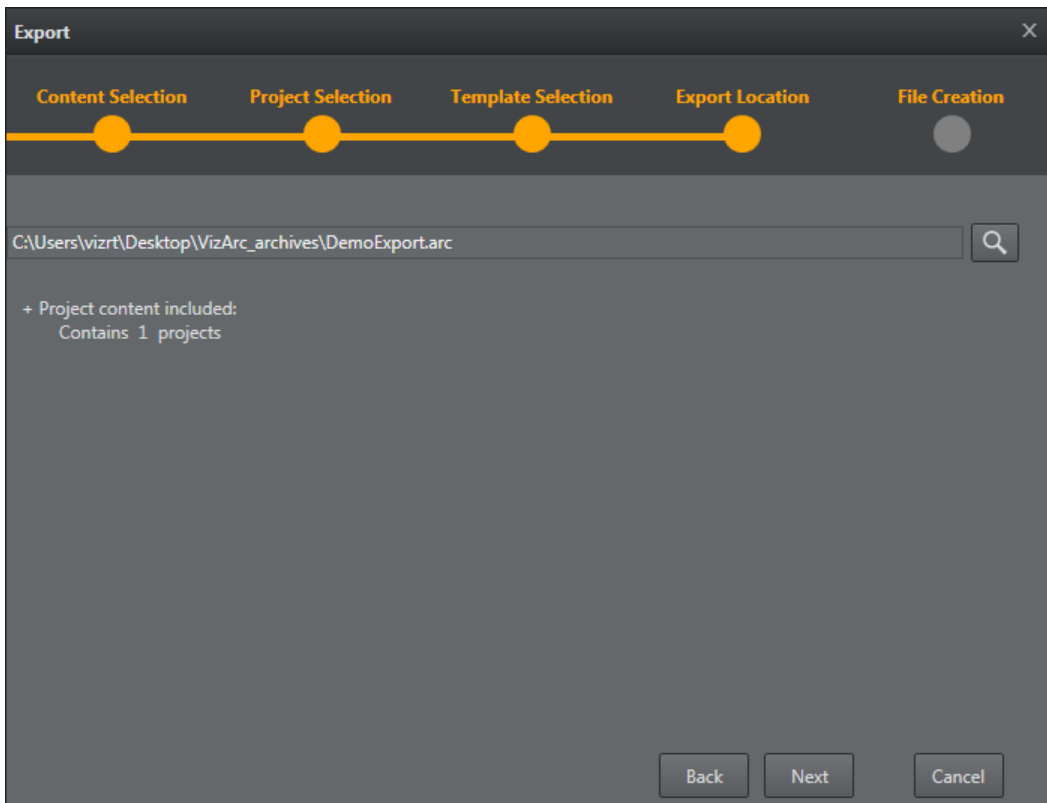 Export
Content Selection Project Selection Template Selection Export Location File Creation
C:\Users\vizrt\Desktop\VizArc_archives\DemoExport.arc
+ Project content included:
Contains 1 projects
Back Next Cancel